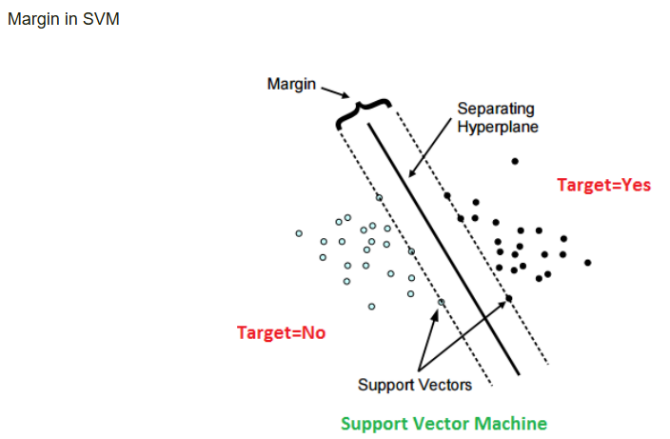 Margin in SVM
Margin
Separating
Hyperplane
Target=Yes
Target=No
Support Vectors
Support Vector Machine